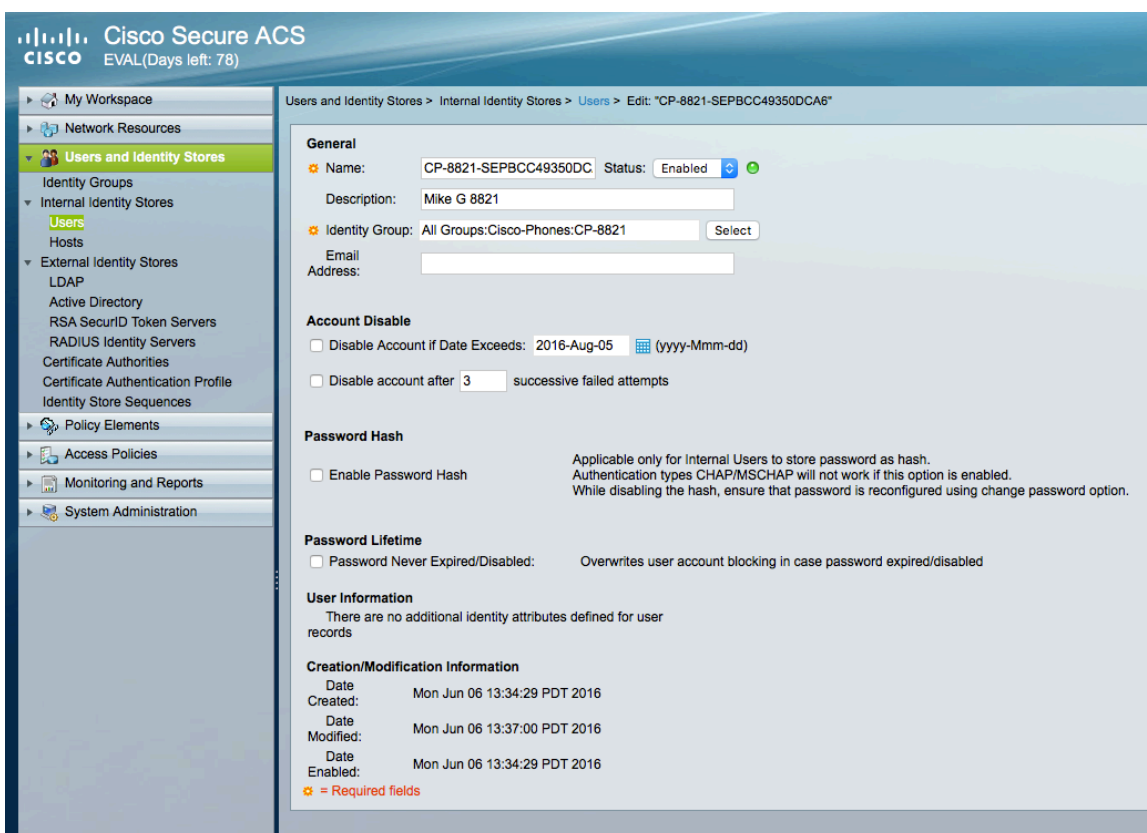 Cisco Secure ACS
CISCO EVAL(Days left: 78)
My Workspace
Network Resources
Users and Identity Stores
Identity Groups
Internal Identity Stores
Users
Hosts
External Identity Stores
LDAP
Active Directory
RSA SecurID Token Servers
RADIUS Identity Servers
Certificate Authorities
Certificate Authentication Profile
Identity Store Sequences
Policy Elements
Access Policies
Monitoring and Reports
System Administration
Users and Identity Stores > Internal Identity Stores > Users > Edit: "CP-8821-SEPBCC49350DCA6"
General
Name: CP-8821-SEPBCC49350DC Status: Enabled
Description: Mike G 8821
Identity Group: All Groups:Cisco-Phones:CP-8821 Select
Email
Address:
Account Disable
Disable Account if Date Exceeds: 2016-Aug-05 (yyyy-Mmm-dd)
Disable account after 3 successive failed attempts
Password Hash
Applicable only for Internal Users to store password as hash.
Enable Password Hash Authentication types CHAP/MSCHAP will not work if this option is enabled.
While disabling the hash, ensure that password is reconfigured using change password option.
Password Lifetime
Password Never Expired/Disabled: Overwrites user account blocking in case password expired/disabled
User Information
There are no additional identity attributes defined for user
records
Creation/Modification Information
Date
Created: Mon Jun 06 13:34:29 PDT 2016
Date
Modified: Mon Jun 06 13:37:00 PDT 2016
Date
Enabled: Mon Jun 06 13:34:29 PDT 2016
= Required fields